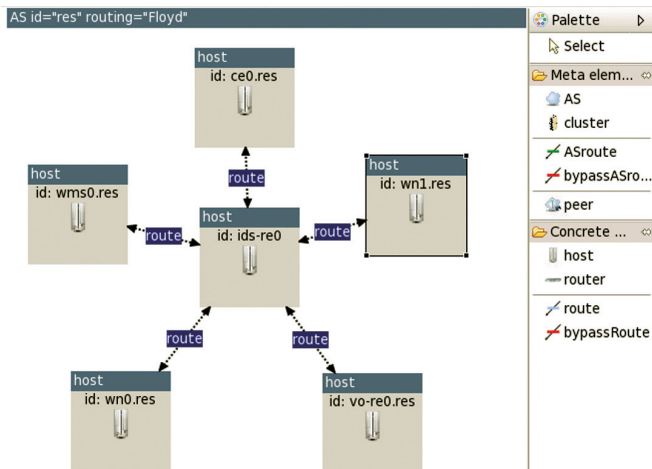 AS id="res" routing="Floyd"
host
id: ce0.res
route
host
id: wms0.res
route
host
id: ids-re0
route
host
id: wn1.res
route
route
host
id: wn0.res
host
id: vo-re0.res
Palette
Select
Meta elem...
AS
cluster
ASroute
bypassASro...
peer
Concrete ...
host
router
route
bypassRoute